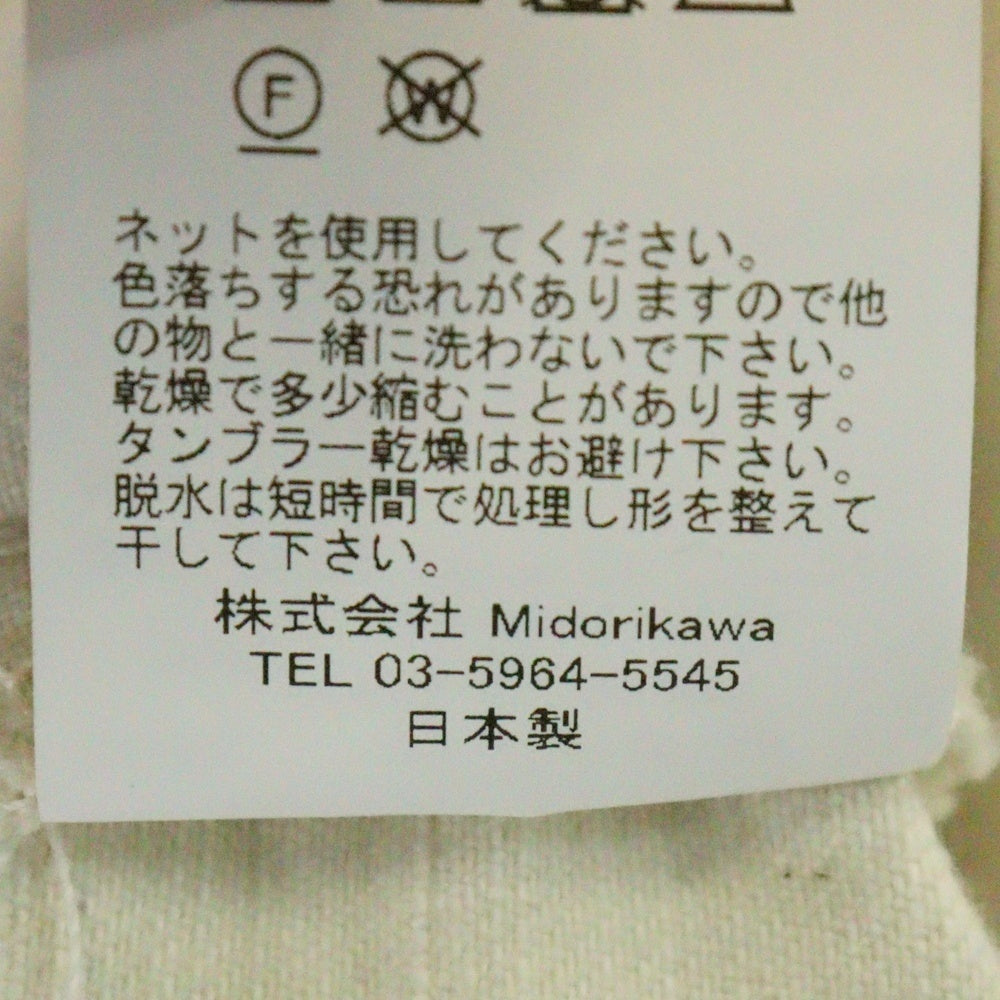 F W
ネットを使用してください。
色落ちする恐れがありますので他
の物と一緒に洗わないで下さい。
乾燥で多少縮むことがあります。
タンブラー乾燥はお避け下さい。
脱水は短時間で処理し形を整えて
干して下さい。
株式会社 Midorikawa
TEL 03-5964-5545
日本製